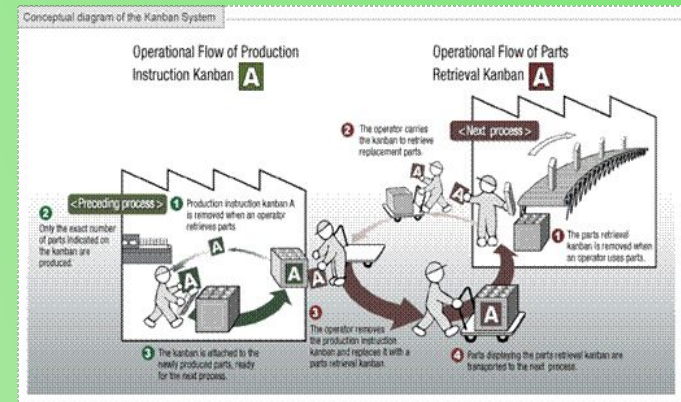 Conceptual diagram of the Kanban System
Operational Flow of Production
Instruction Kanban A
Operational Flow of Parts
Retrieval Kanban A
<Preceding process>
1 Production instruction kanban A
is removed when an operator
retrieves parts.
2
Only the exact number
of parts indicated on
the kanban are
produced.
A
A
A
A
3 The kanban is attached to the
newly produced parts, ready
for the next process.
2 The operator carries
the kanban to retrieve
replacement parts.
A
<Next process>
A
1 The parts retrieval
kanban is removed when
an operator uses parts.
3
The operator removes
the production instruction
kanban and replaces it with a
parts retrieval kanban.
A
4 Parts displaying the parts retrieval kanban are
transported to the next process.